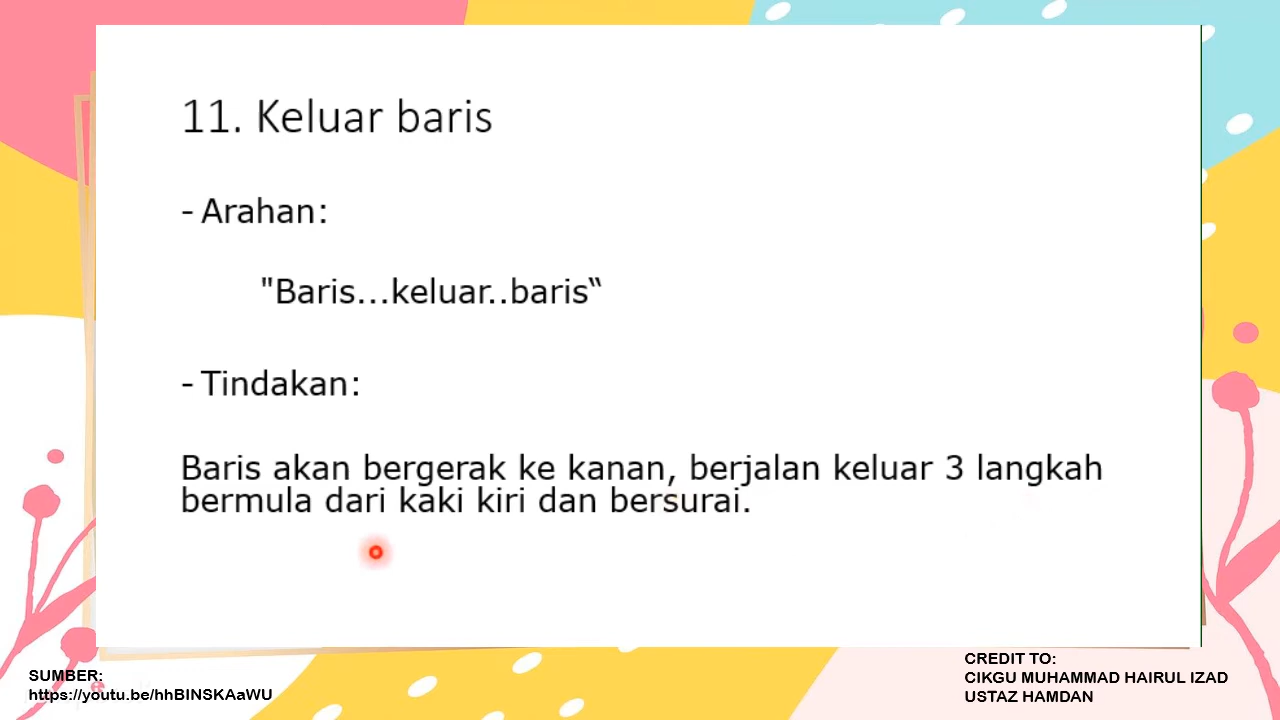 11. Keluar baris
- Arahan:
"Baris...keluar..baris“
- Tindakan:
Baris akan bergerak ke kanan, berjalan keluar 3 langkah
bermula dari kaki kiri dan bersurai.
SUMBER:
https://youtu.be/hhBINSKAaWU
CREDIT TO:
CIKGU MUHAMMAD HAIRUL IZAD
USTAZ HAMDAN